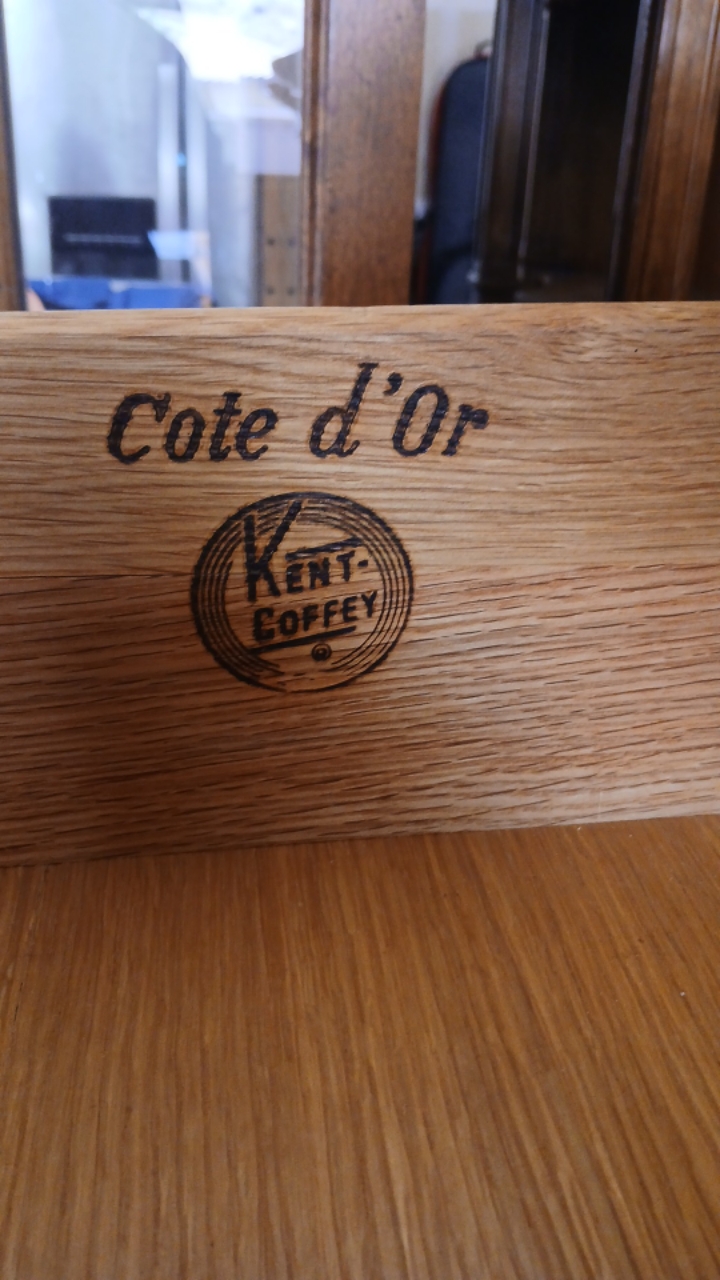 Cote d'Or
KENT-
COFFEY
®